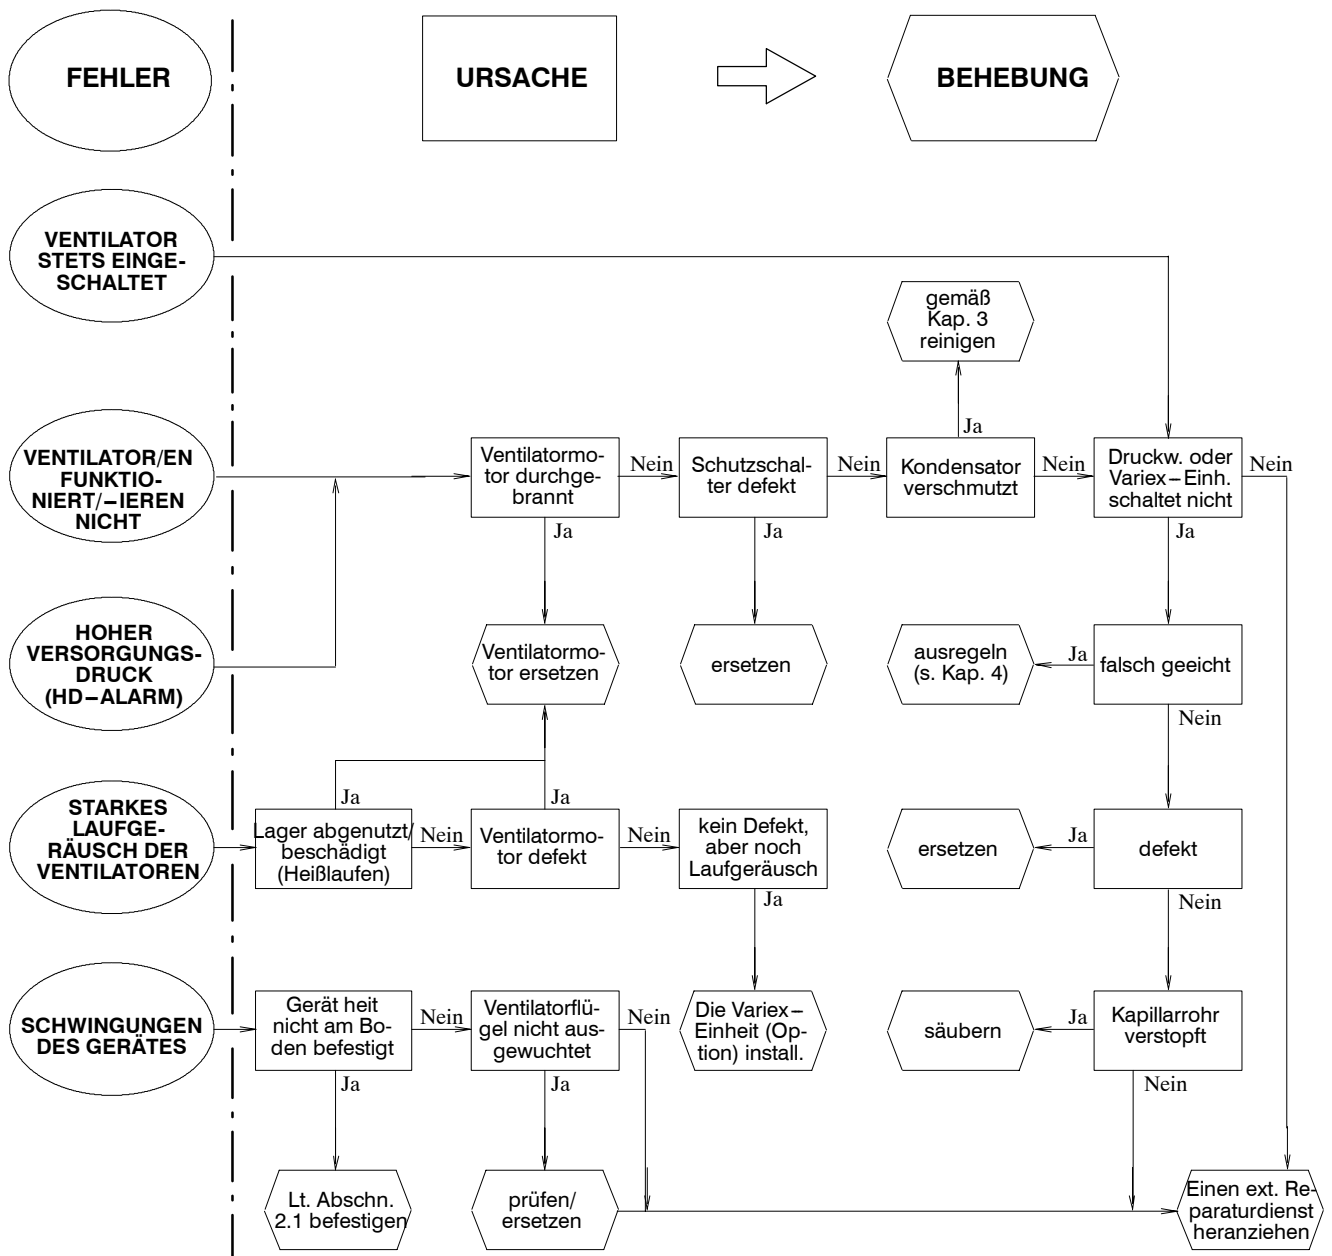 FEHLER
URSACHE
BEHEBUNG
VENTILATOR
STETS EINGE-
SCHALTET
gemäß
Kap. 3
reinigen
Ja
VENTILATOR/EN
FUNKTIO-
NIERT/–IEREN
NICHT
Ventilatormo-
tor durchge-
brannt
Nein
Schutzschal-
ter defekt
Nein
Kondensator
verschmutzt
Nein
Druckw. oder
Variex–Einh.
schaltet nicht
Nein
Ja
Ja
Ja
HOHER
VERSORGUNGS-
DRUCK
(HD–ALARM)
Ventilatormo-
tor ersetzen
ersetzen
ausregeln
(s. Kap. 4)
Ja
falsch geeicht
Nein
Ja
Ja
STARKES
LAUFGE-
RÄUSCH DER
VENTILATOREN
Lager abgenutzt/
beschädigt
(Heißlaufen)
Nein
Ventilatormo-
tor defekt
Nein
kein Defekt,
aber noch
Laufgeräusch
ersetzen
Ja
defekt
Ja
Nein
SCHWINGUNGEN
DES GERÄTES
Gerät heit
nicht am Bo-
den befestigt
Nein
Ventilatorflü-
gel nicht aus-
gewuchtet
Nein
Die Variex–
Einheit (Op-
tion) install.
säubern
Ja
Kapillarrohr
verstopft
Ja
Ja
Nein
Lt. Abschn.
2.1 befestigen
prüfen/
ersetzen
Einen ext. Re-
paraturdienst
heranziehen